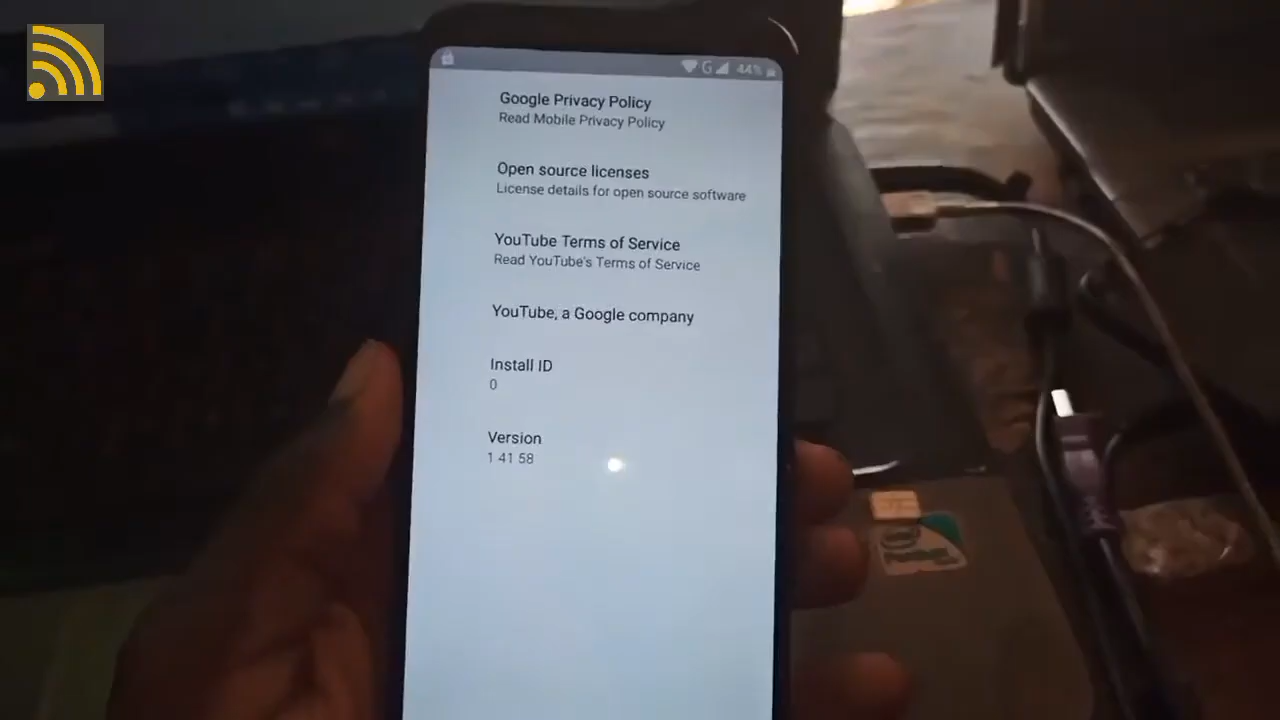 G 44%
Google Privacy Policy
Read Mobile Privacy Policy
Open source licenses
License details for open source software
YouTube Terms of Service
Read YouTube's Terms of Service
YouTube, a Google company
Install ID
0
Version
1 41 58